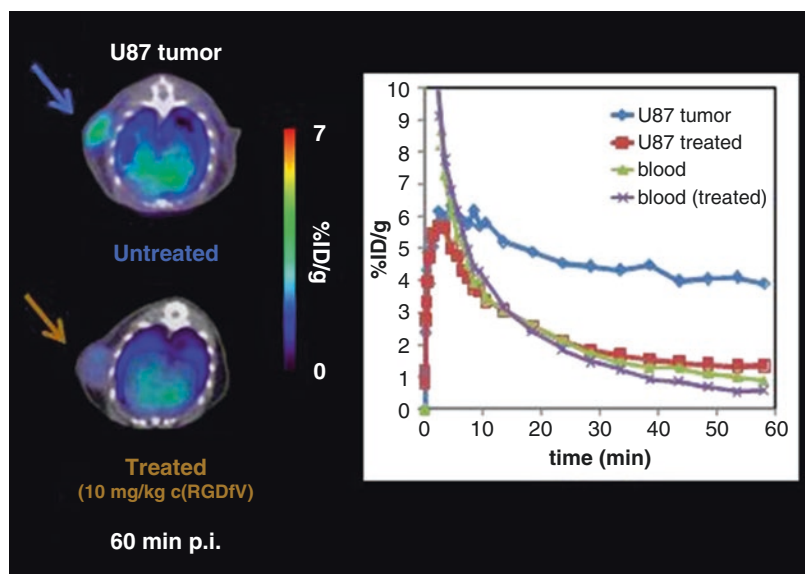 U87 tumor
7
%ID/g
0
Untreated
Treated
(10 mg/kg c(RGDfV)
60 min p.i.
%ID/g
10
9
8
7
6
5
4
3
2
1
0
0 10 20 30 40 50 60
time (min)
U87 tumor
U87 treated
blood
blood (treated)